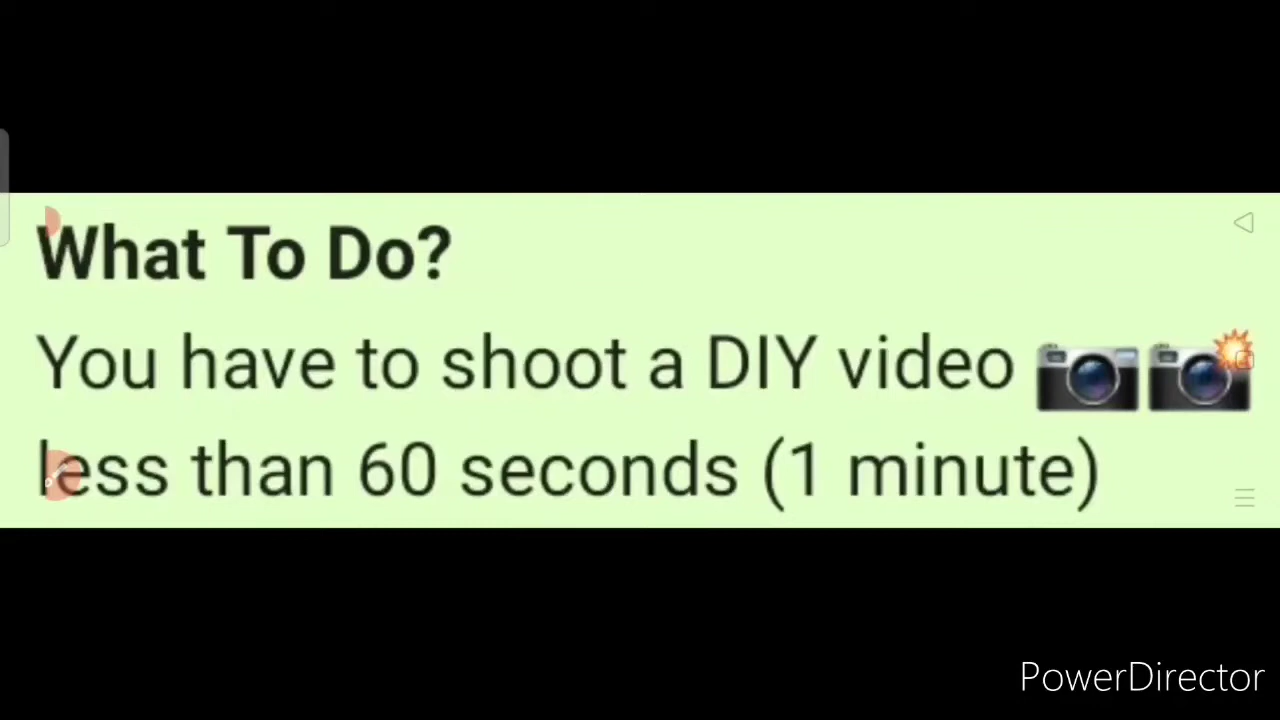 What To Do?
You have to shoot a DIY video 📷📸
less than 60 seconds (1 minute)
PowerDirector